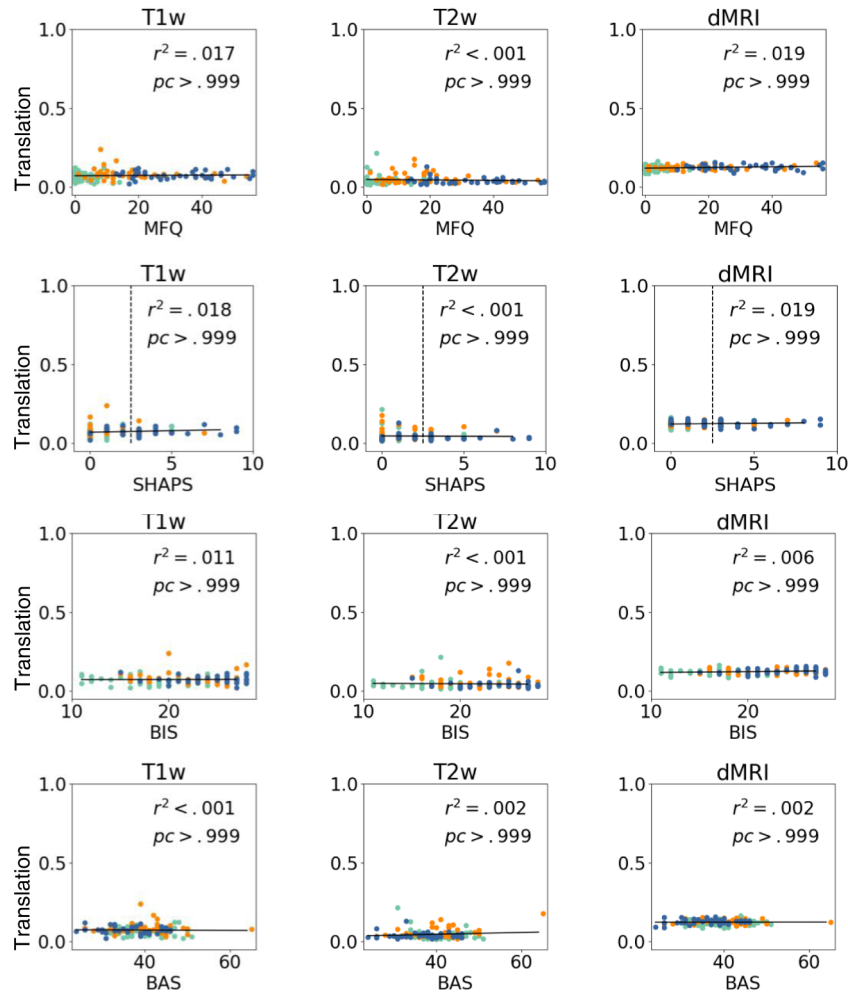 T1w
T2w
dMRI
Translation
1.0
0.5
0.0
r² = .017
pc > .999
0
20
40
MFQ
1.0
0.5
0.0
r² < .001
pc > .999
0
20
40
MFQ
1.0
0.5
0.0
r² = .019
pc > .999
0
20
40
MFQ
T1w
T2w
dMRI
Translation
1.0
0.5
0.0
r² = .018
pc > .999
0
5
10
SHAPS
1.0
0.5
0.0
r² < .001
pc > .999
0
5
10
SHAPS
1.0
0.5
0.0
r² = .019
pc > .999
0
5
10
SHAPS
T1w
T2w
dMRI
Translation
1.0
0.5
0.0
r² = .011
pc > .999
10
20
BIS
1.0
0.5
0.0
r² < .001
pc > .999
10
20
BIS
1.0
0.5
0.0
r² = .006
pc > .999
10
20
BIS
T1w
T2w
dMRI
Translation
1.0
0.5
0.0
r² < .001
pc > .999
40
60
BAS
1.0
0.5
0.0
r² = .002
pc > .999
40
60
BAS
1.0
0.5
0.0
r² = .002
pc > .999
40
60
BAS